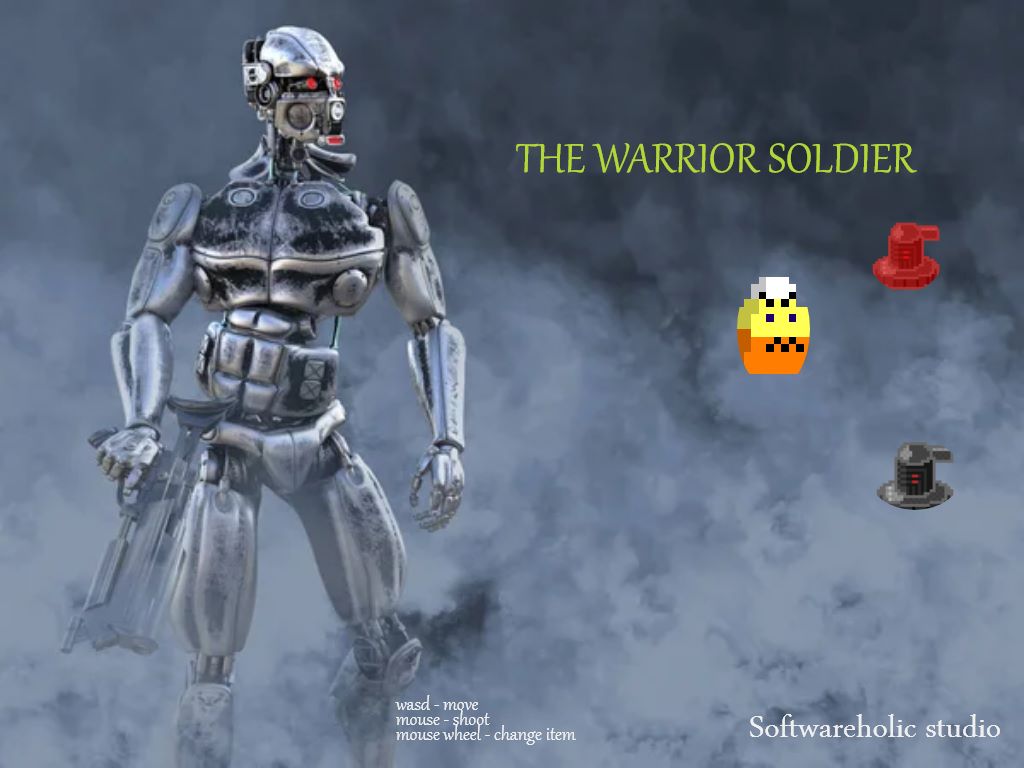 THE WARRIOR SOLDIER
wasd - move
mouse - shoot
mouse wheel - change item
Softwareholic studio